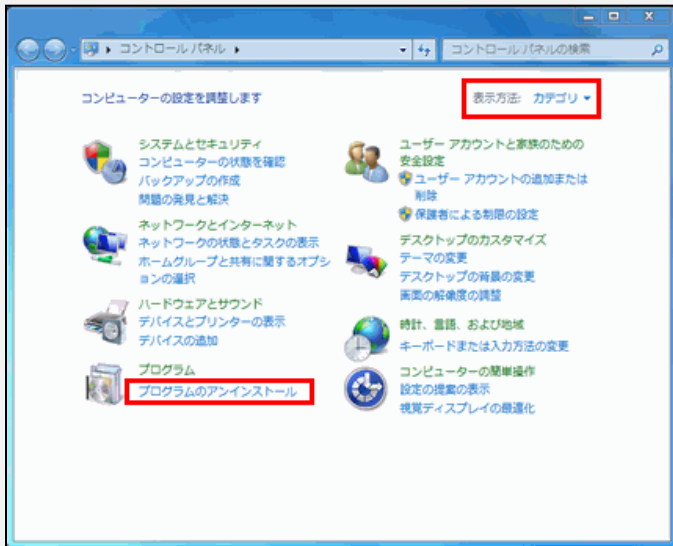 コントロール パネル
コントロール パネルの検索
コンピューターの設定を調整します
表示方法: カテゴリ
システムとセキュリティ
コンピューターの状態を確認
バックアップの作成
問題の発見と解決
ネットワークとインターネット
ネットワークの状態とタスクの表示
ホームグループと共有に関するオプシ
ョンの選択
ハードウェアとサウンド
デバイスとプリンターの表示
デバイスの追加
プログラム
プログラムのアンインストール
ユーザー アカウントと家族のための
安全設定
ユーザー アカウントの追加または
削除
保護者による制限の設定
デスクトップのカスタマイズ
テーマの変更
デスクトップの背景の変更
画面の解像度の調整
時計、言語、および地域
キーボードまたは入力方法の変更
コンピューターの簡単操作
設定の提案の表示
視覚ディスプレイの最適化